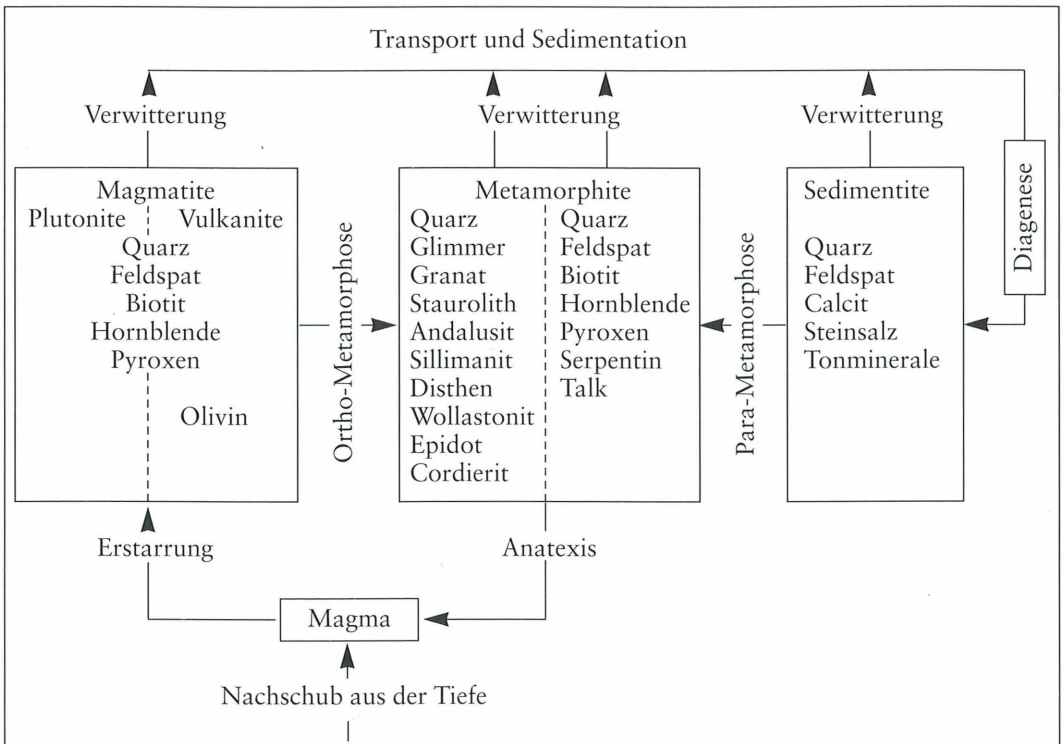 Transport und Sedimentation
Verwitterung
Verwitterung
Verwitterung
Magmatite
Plutonite
Vulkanite
Quarz
Feldspat
Biotit
Hornblende
Pyroxen
Olivin
Ortho-Metamorphose
Metamorphite
Quarz
Glimmer
Granat
Staurolith
Andalusit
Sillimanit
Disthen
Wollastonit
Epidot
Cordierit
Quarz
Feldspat
Biotit
Hornblende
Pyroxen
Serpentin
Talk
Para-Metamorphose
Sedimentite
Quarz
Feldspat
Calcit
Steinsalz
Tonminerale
Diagenese
Erstarrung
Anatexis
Magma
Nachschub aus der Tiefe